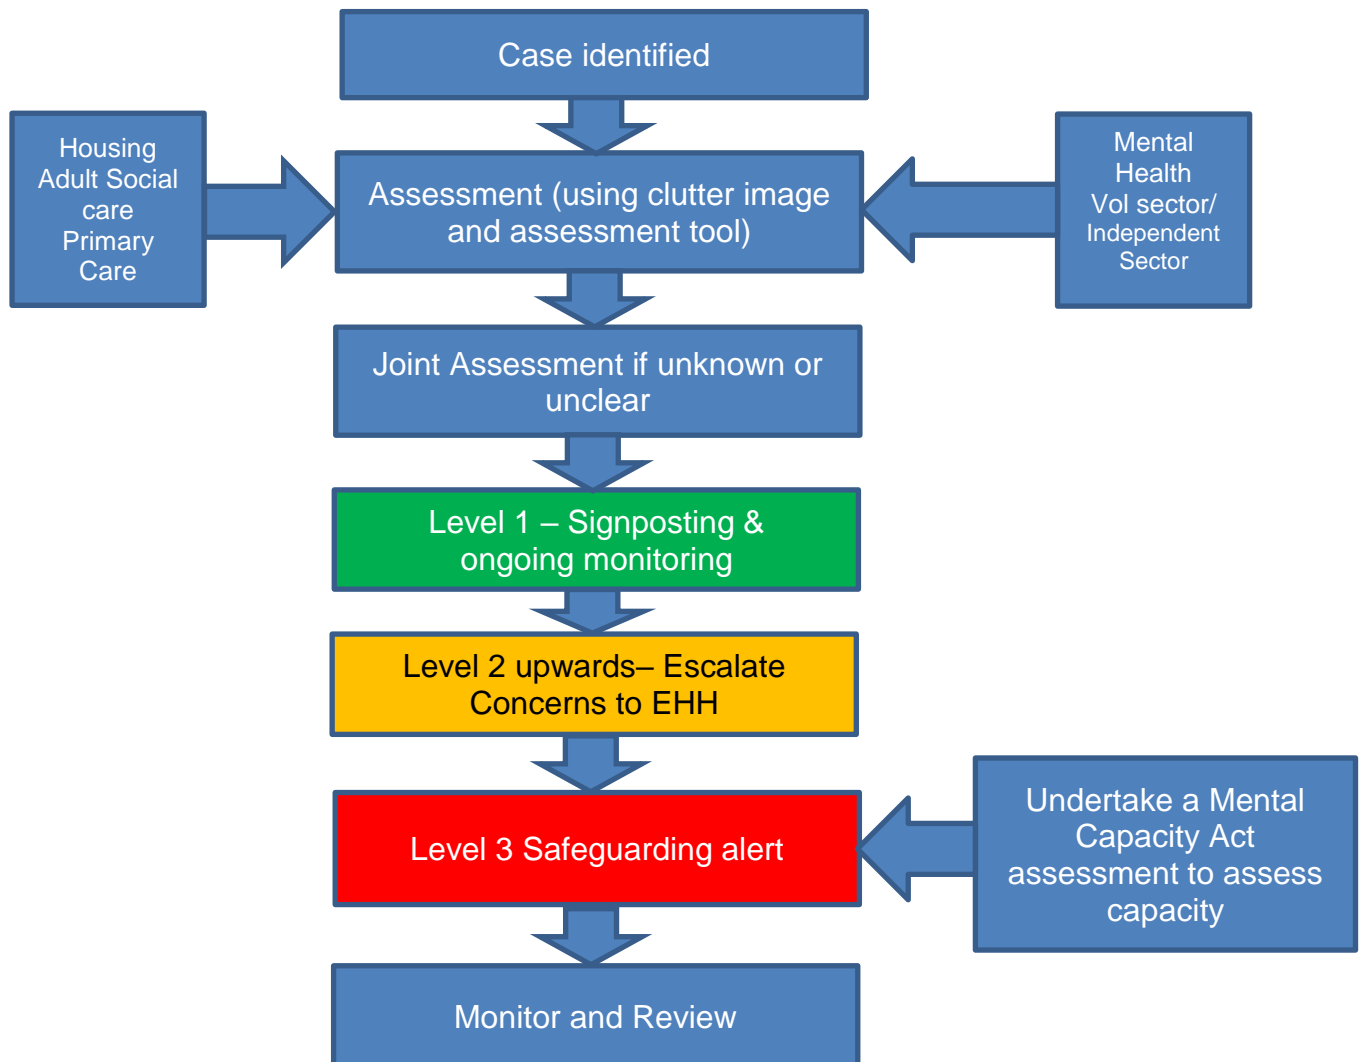 Case identified
Housing
Adult Social
care
Primary
Care
Assessment (using clutter image
and assessment tool)
Mental
Health
Vol sector/
Independent
Sector
Joint Assessment if unknown or
unclear
Level 1 – Signposting &
ongoing monitoring
Level 2 upwards– Escalate
Concerns to EHH
Level 3 Safeguarding alert
Undertake a Mental
Capacity Act
assessment to assess
capacity
Monitor and Review